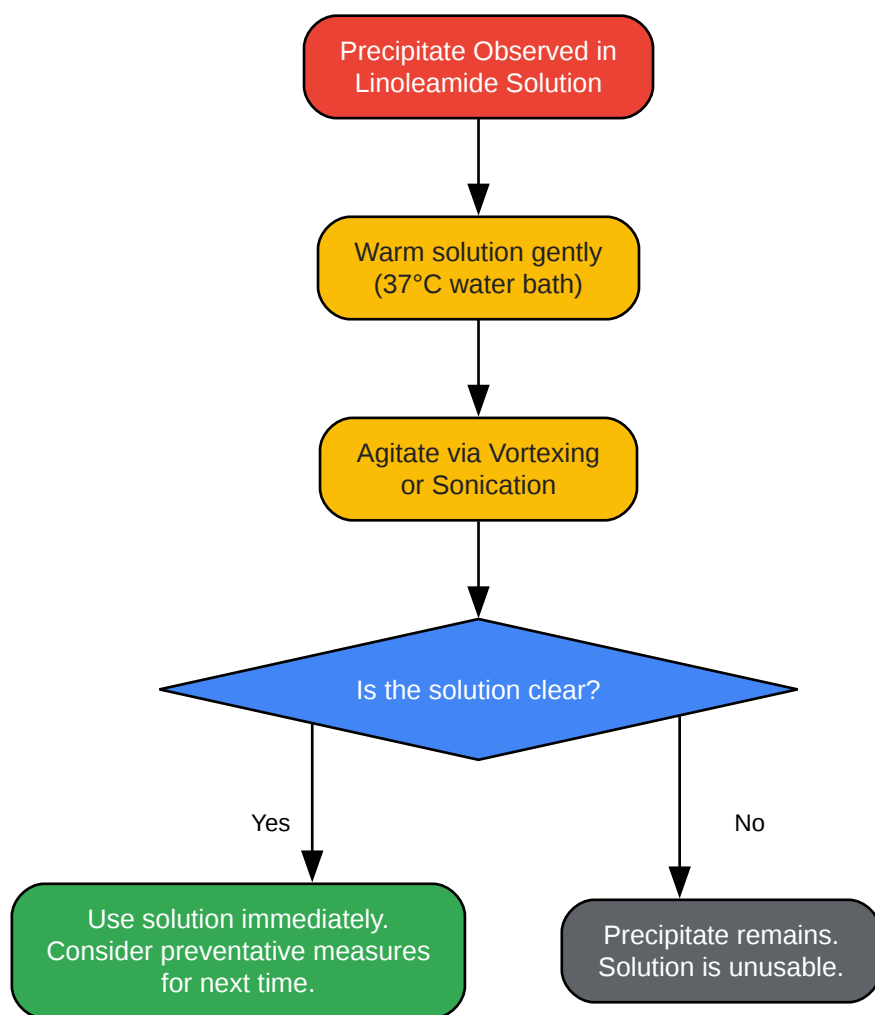 Precipitate Observed in
Linoleamide Solution
Warm solution gently
(37°C water bath)
Agitate via Vortexing
or Sonication
Is the solution clear?
Yes
No
Use solution immediately.
Consider preventative measures
for next time.
Precipitate remains.
Solution is unusable.